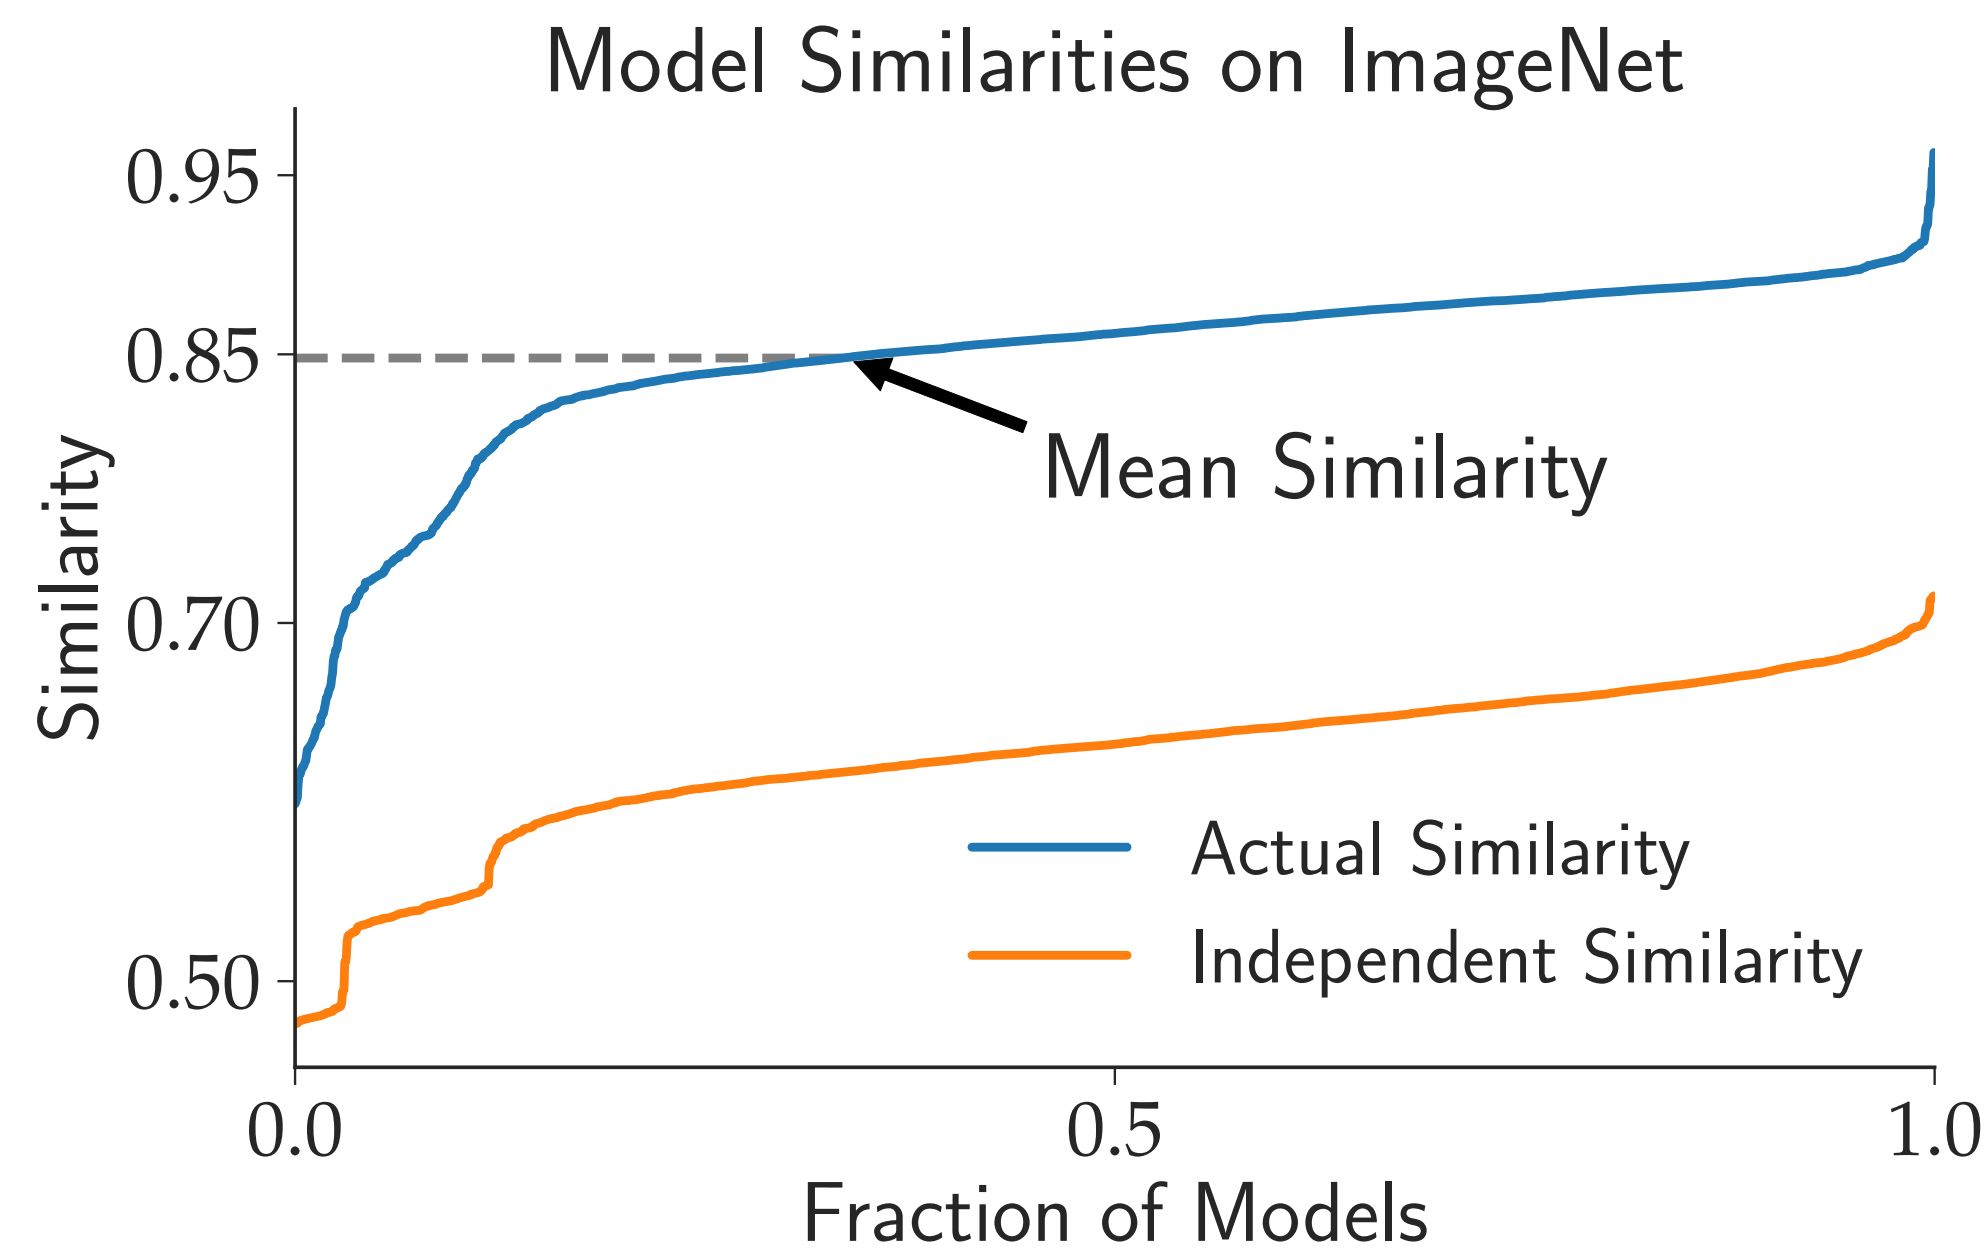 Model Similarities on ImageNet
0.95
0.85
0.70
0.50
Similarity
Mean Similarity
Actual Similarity
Independent Similarity
0.0
0.5
1.0
Fraction of Models